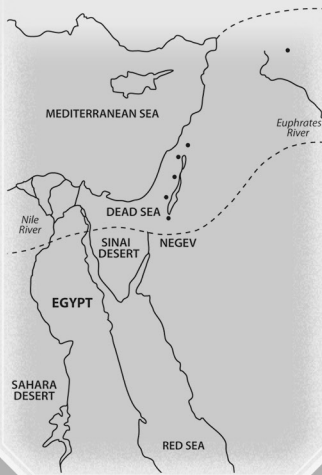 MEDITERRANEAN SEA
Euphrates
River
DEAD SEA
Nile
River
SINAI
DESERT
NEGEV
EGYPT
SAHARA
DESERT
RED SEA